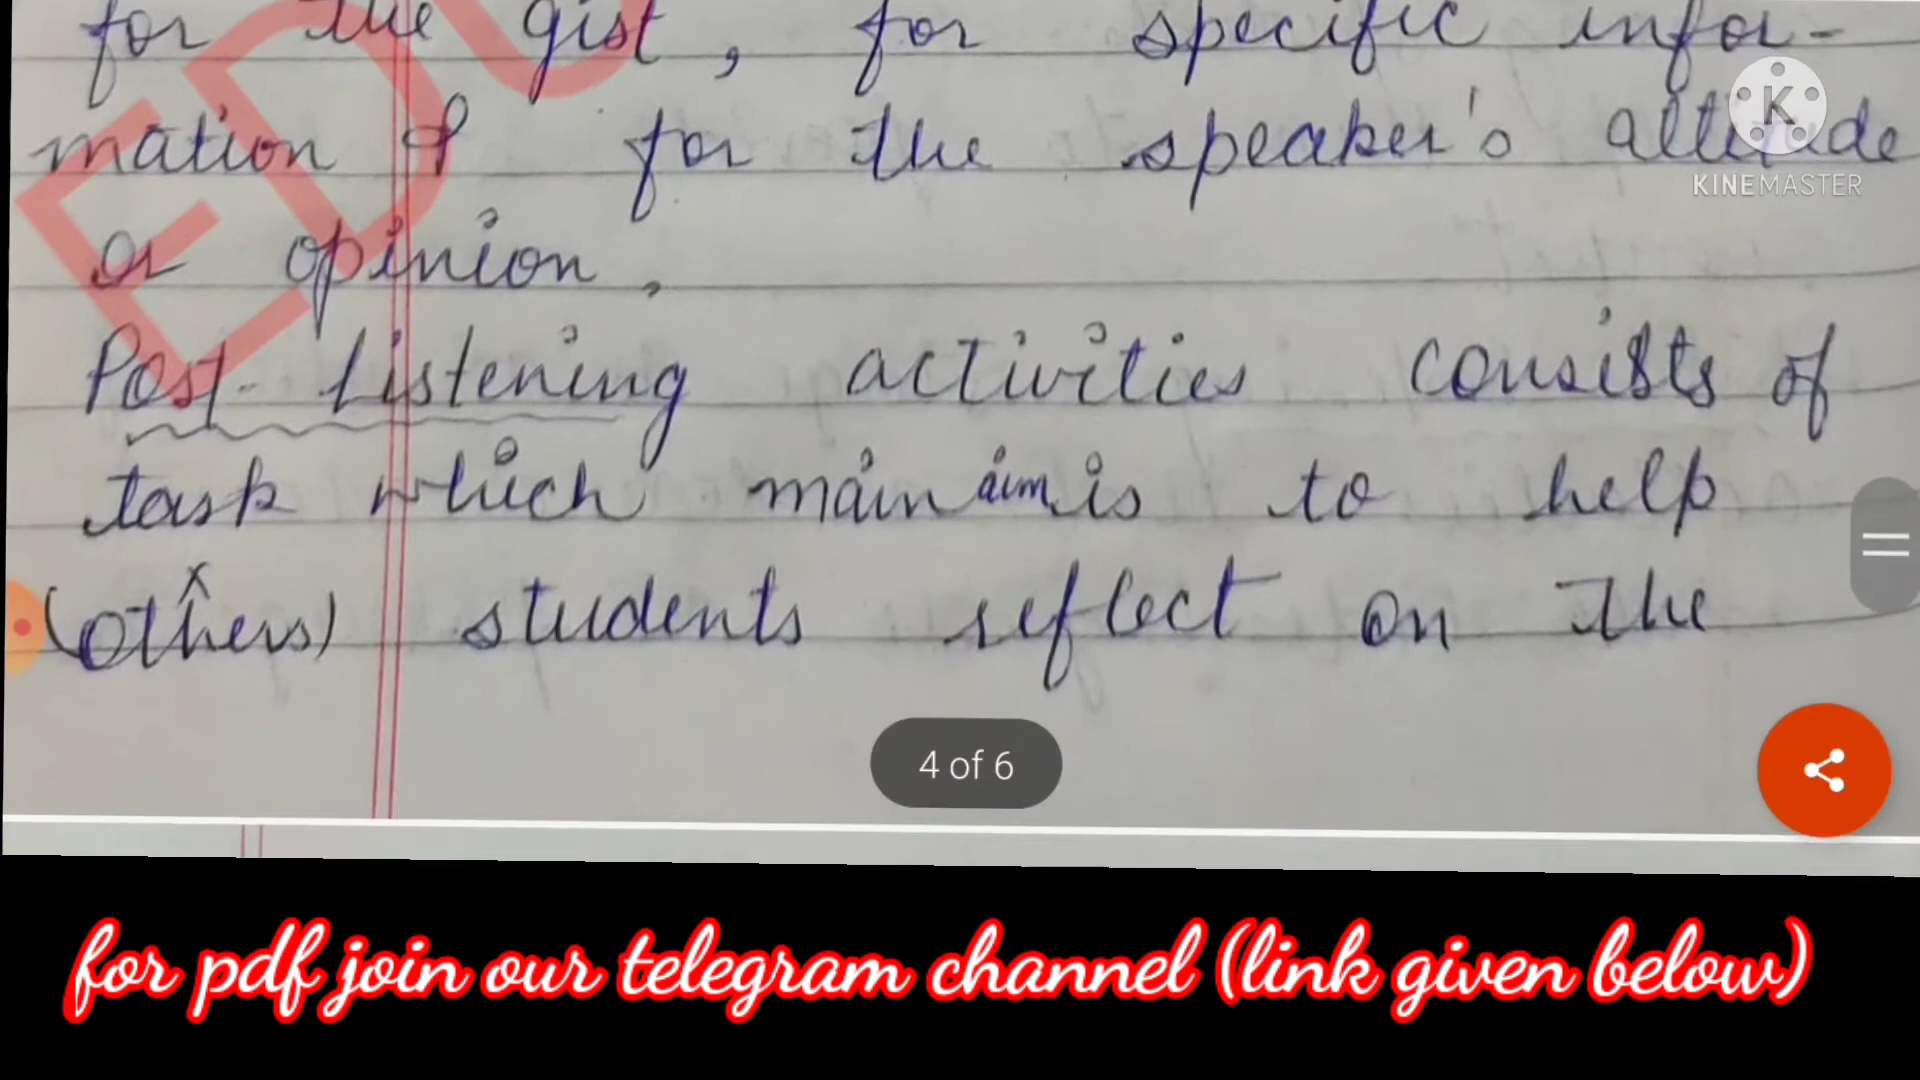 for the gist, for specific infor-
mation & for the speaker's attitude
or opinion.
Post-Listening activities consists of
task which main aim is to help
(others) students reflect on the
EDU
K
KINEMASTER
4 of 6
for pdf join our telegram channel (link given below)